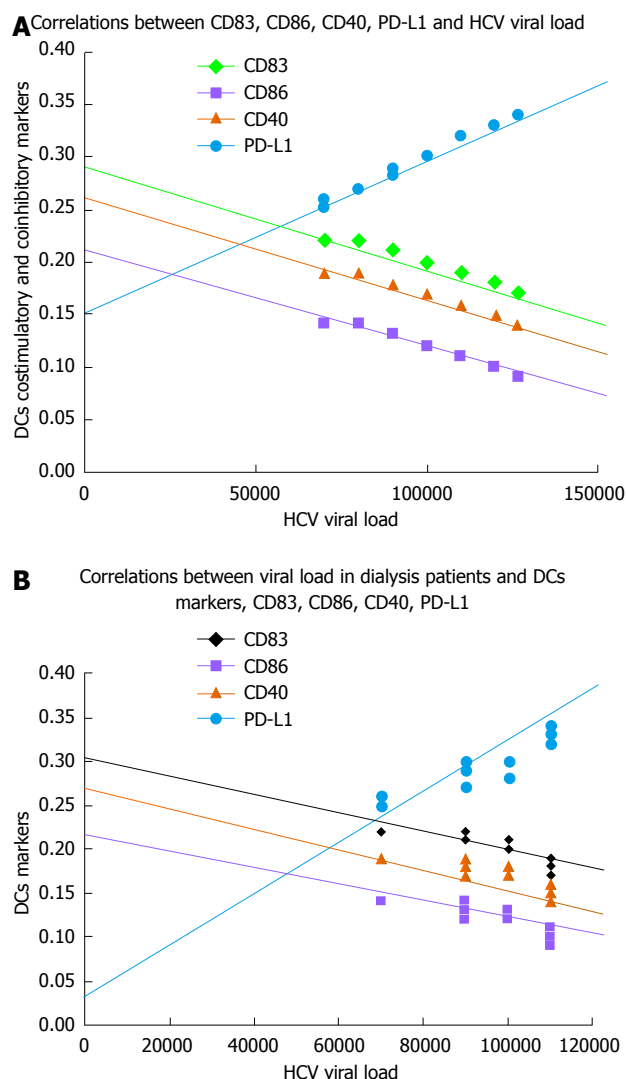 A Correlations between CD83, CD86, CD40, PD-L1 and HCV viral load
0.40
CD83
CD86
0.35
CD40
PD-L1
0.30
0.25
0.20
0.15
0.10
0.05
0.00
DCs costimulatory and coinhibitory markers
0 50000 100000 150000
HCV viral load
B Correlations between viral load in dialysis patients and DCs
markers, CD83, CD86, CD40, PD-L1
CD83
CD86
0.40
CD40
0.35
PD-L1
0.30
0.25
0.20
0.15
0.10
0.05
0.00
DCs markers
0 20000 40000 60000 80000 100000 120000
HCV viral load